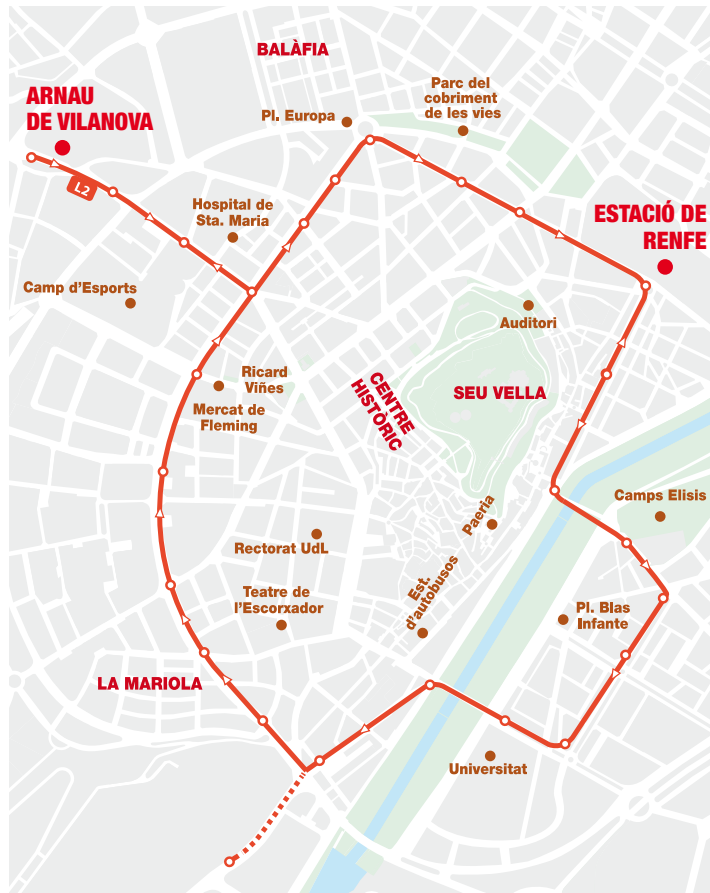 BALÀFIA
Parc del
cobriment
de les vies
ARNAU
DE VILANOVA
Pl. Europa
L2
Hospital de
Sta. Maria
ESTACIÓ DE
RENFE
Camp d'Esports
Auditori
Ricard
Viñes
Mercat de
Fleming
CENTRE
HISTÒRIC
SEU VELLA
Camps Elisis
Paeria
Rectorat UdL
Est.
d'autobusos
Teatre de
l'Escorxador
Pl. Blas
Infante
LA MARIOLA
Universitat